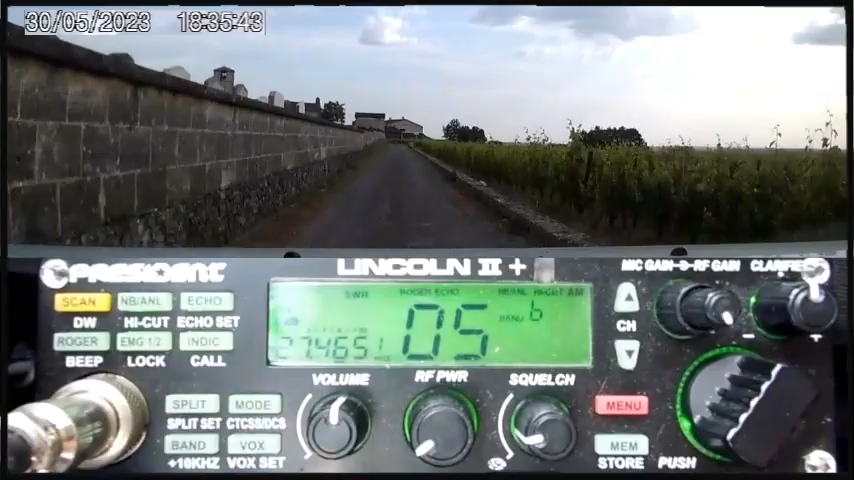 30/05/2023 18:35:43
PRESIDENT LINCOLN II + MIC GAIN RF GAIN CLARIFIER
SCAN NB/ANL ECHO
DW HI-CUT ECHO SET
ROGER EMG 1/2 INDIC
BEEP LOCK CALL
SWR ROGER ECHO NB/ANL HI-CUT AM
05 BAND b
27.4651
CH
- +
VOLUME RF PWR SQUELCH
SPLIT MODE
SPLIT SET CTCSS/DCS
BAND VOX
+10KHZ VOX SET
MENU
MEM
STORE PUSH